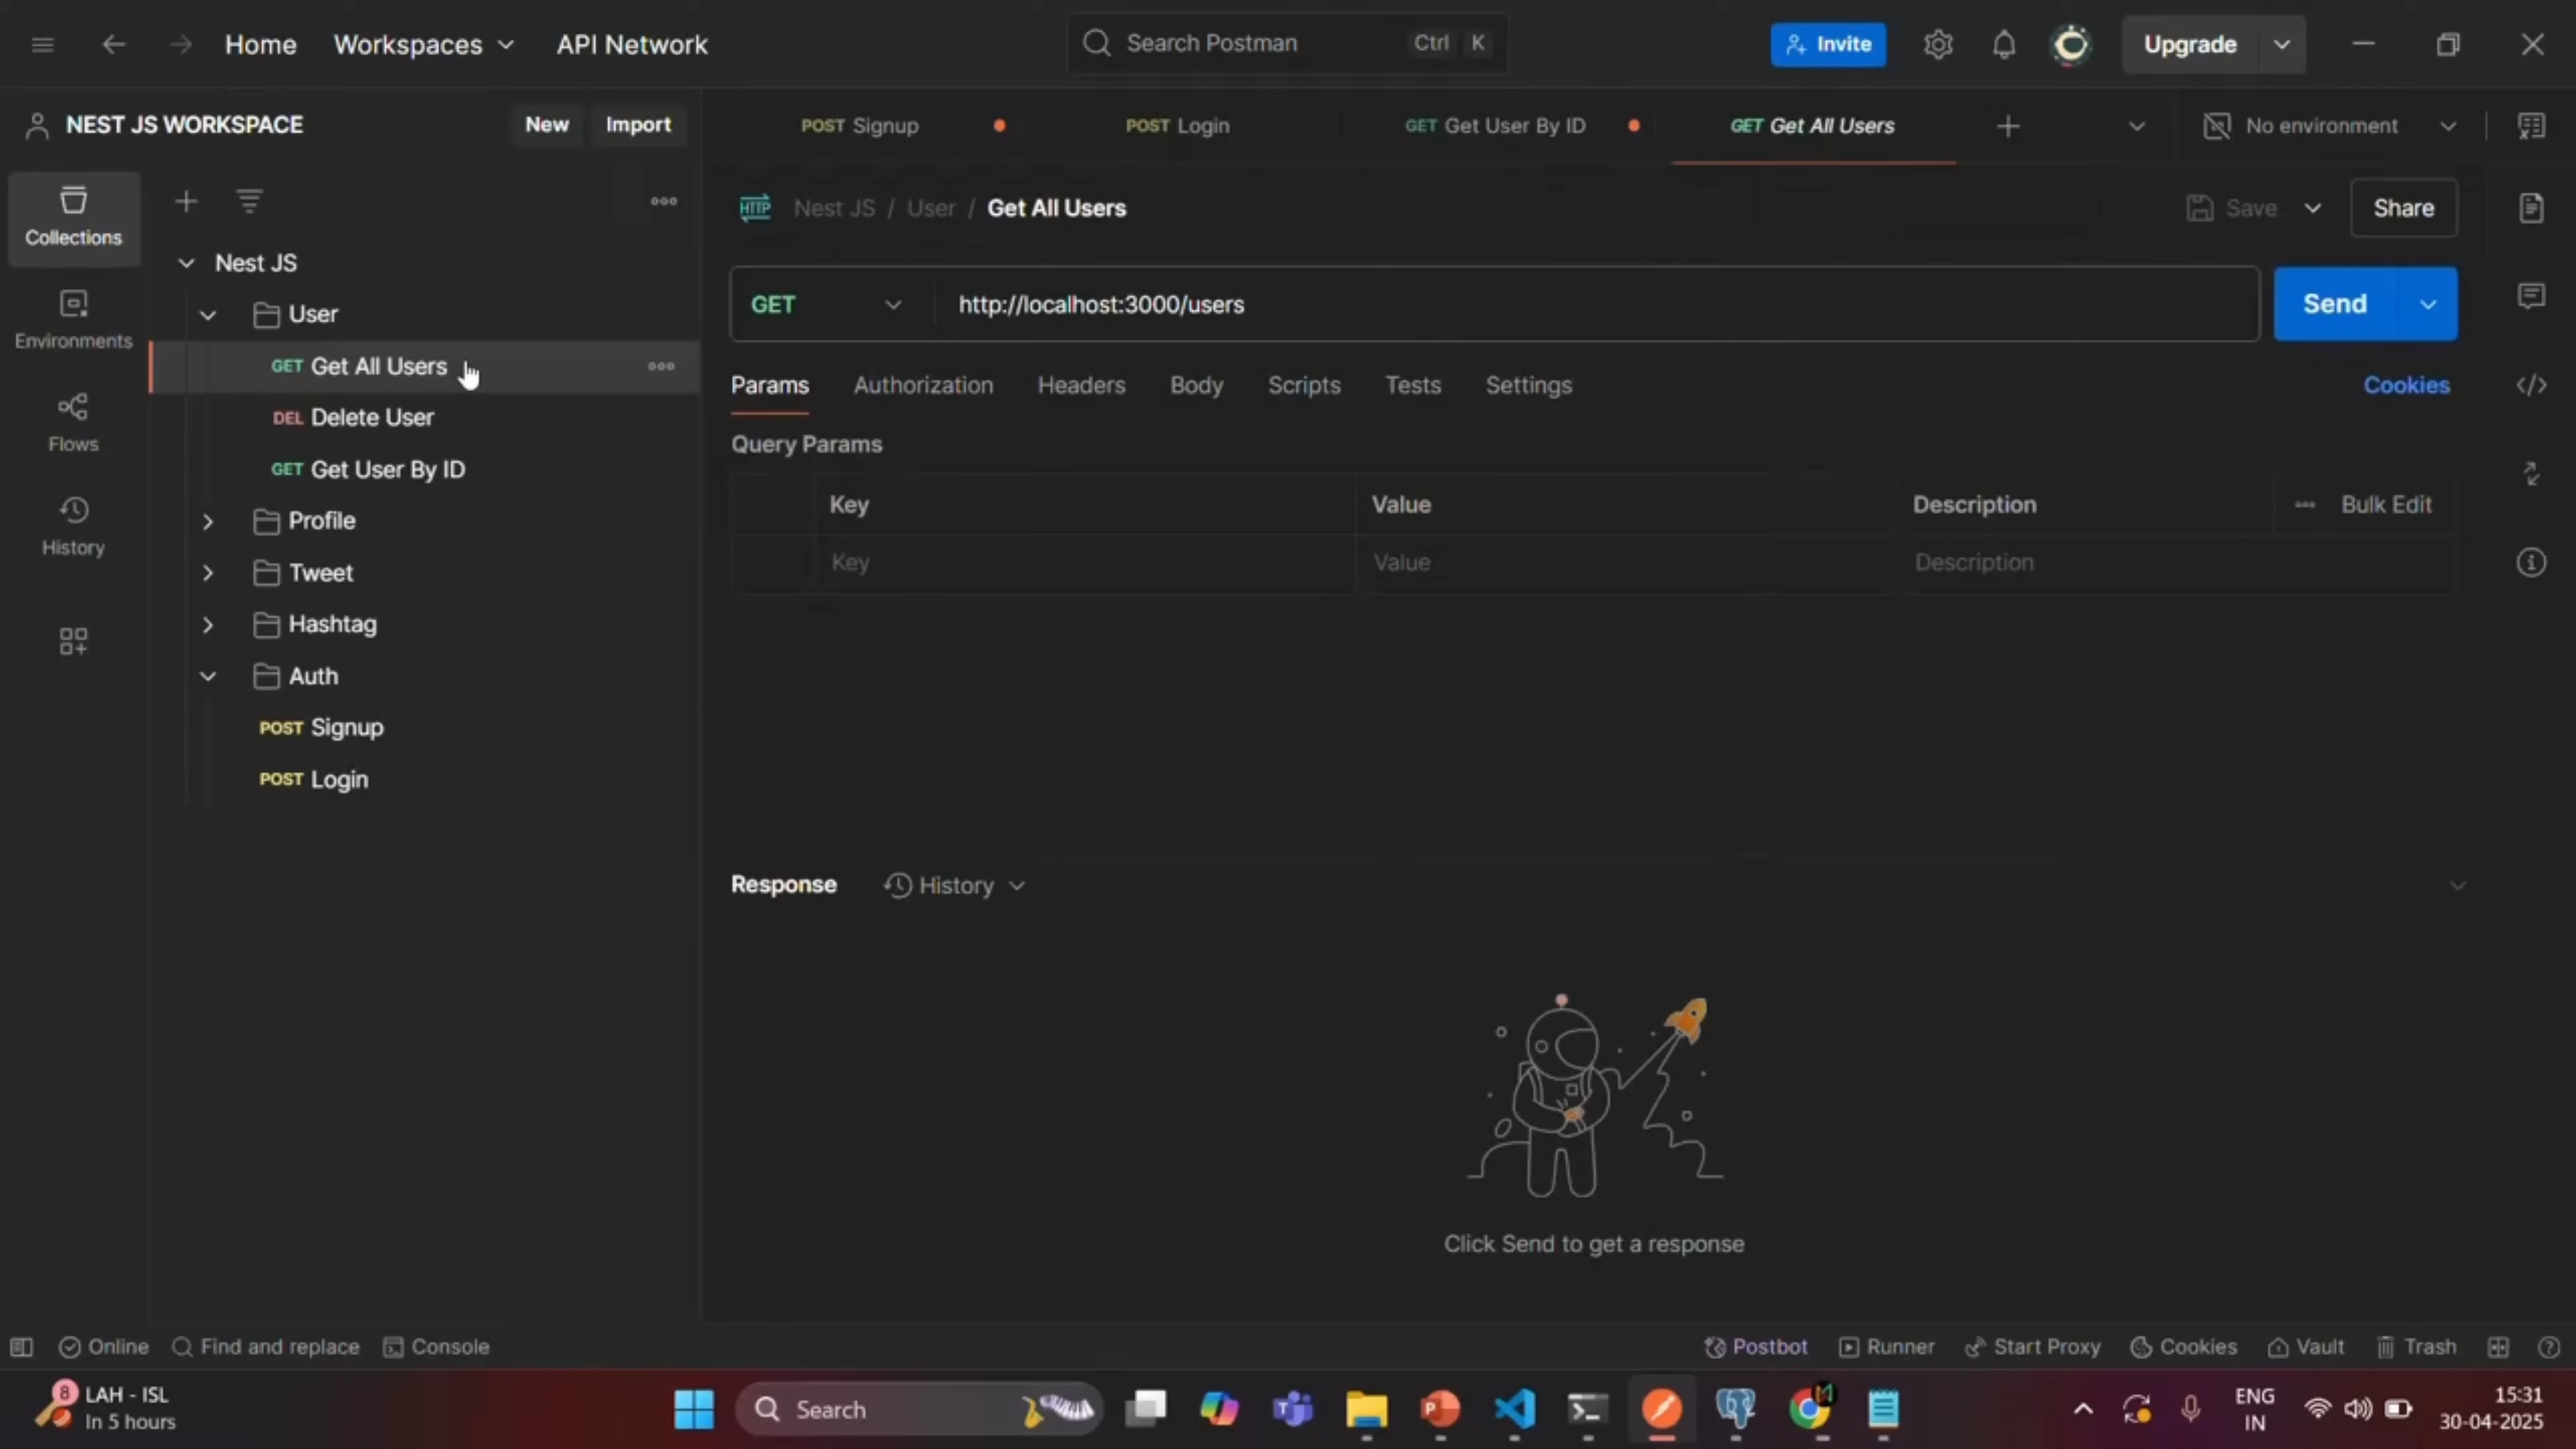 Home Workspaces API Network Search Postman Ctrl K Invite Upgrade
NEST JS WORKSPACE New Import POST Signup POST Login GET Get User By ID GET Get All Users No environment
Collections
Environments
Flows
History
Nest JS
User
GET Get All Users
DEL Delete User
GET Get User By ID
Profile
Tweet
Hashtag
Auth
POST Signup
POST Login
HTTP Nest JS / User / Get All Users Save Share
GET http://localhost:3000/users Send
Params Authorization Headers Body Scripts Tests Settings Cookies
Query Params
Key Value Description Bulk Edit
Key Value Description
Response History
Click Send to get a response
Online Find and replace Console Postbot Runner Start Proxy Cookies Vault Trash
8 LAH - ISL
In 5 hours
Search
ENG
IN
15:31
30-04-2025